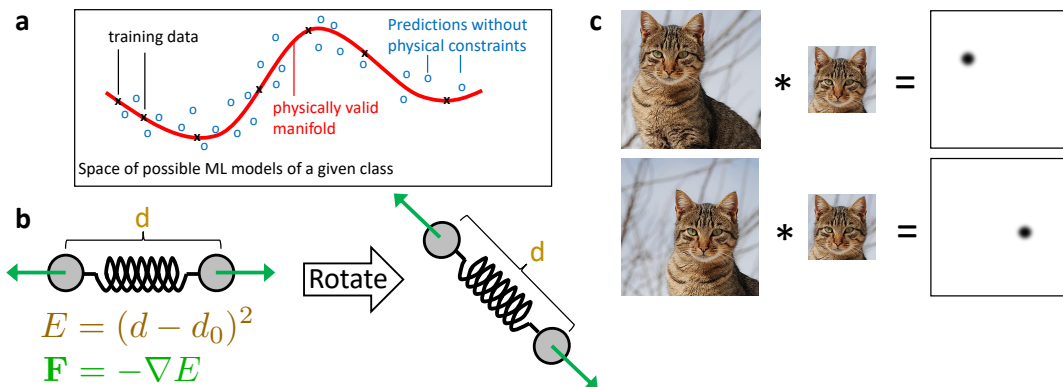 a
training data
Predictions without
physical constraints
physically valid
manifold
Space of possible ML models of a given class
b
d
E = (d − d₀)²
F = −∇E
Rotate
d
c
* =
* =